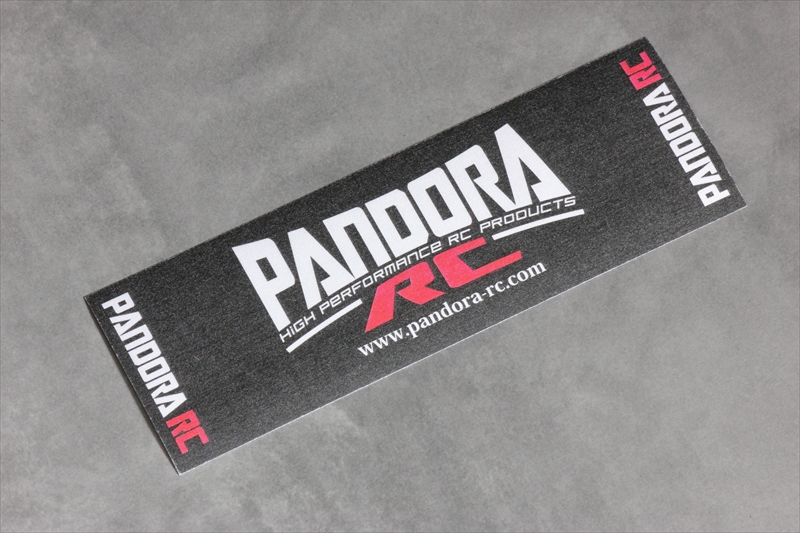 PANDORA RC
PANDORA
HIGH PERFORMANCE RC PRODUCTS
RC
www.pandora-rc.com
PANDORA RC